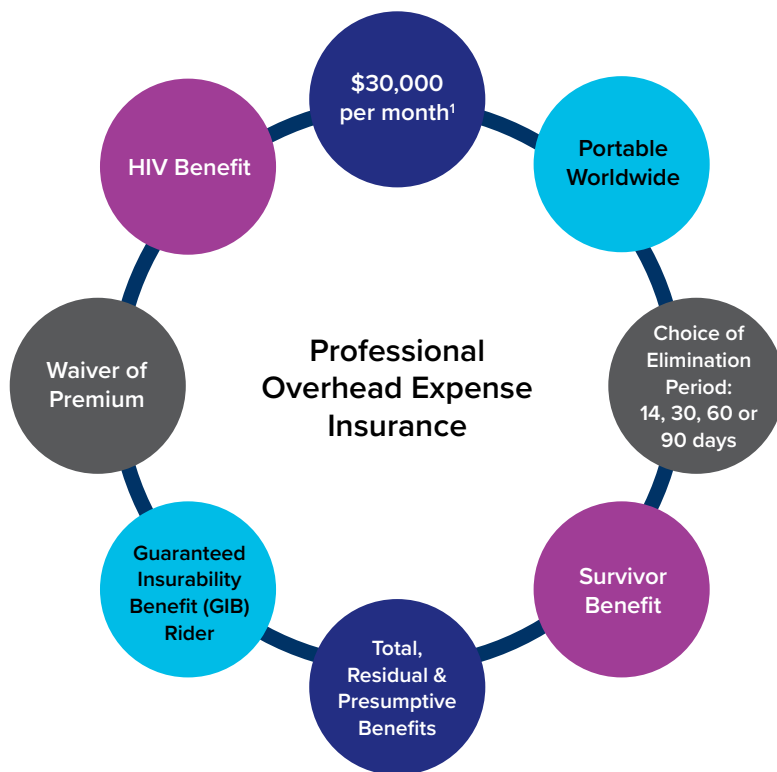 $30,000
per month¹
Portable
Worldwide
Choice of
Elimination
Period:
14, 30, 60 or
90 days
Survivor
Benefit
Total,
Residual &
Presumptive
Benefits
Guaranteed
Insurability
Benefit (GIB)
Rider
Waiver of
Premium
HIV Benefit
Professional
Overhead Expense
Insurance